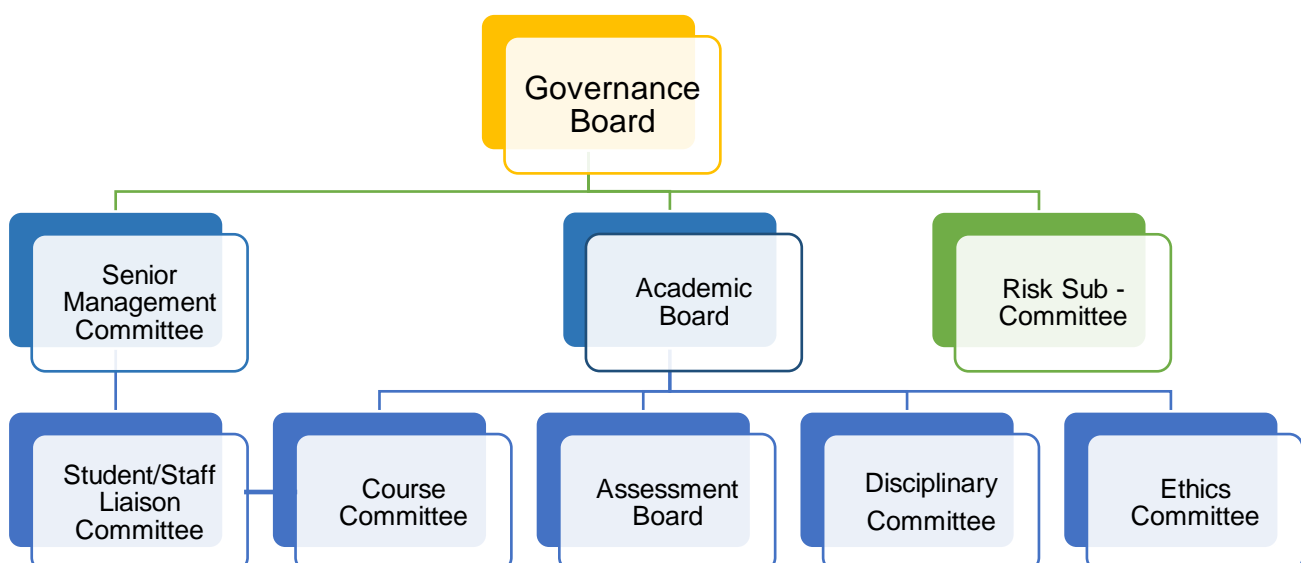 Governance
Board
Senior
Management
Committee
Academic
Board
Risk Sub -
Committee
Student/Staff
Liaison
Committee
Course
Committee
Assessment
Board
Disciplinary
Committee
Ethics
Committee